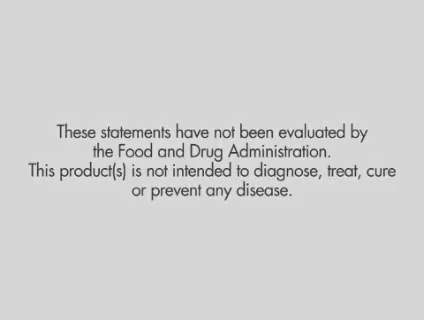 These statements have not been evaluated by
the Food and Drug Administration.
This product(s) is not intended to diagnose, treat, cure
or prevent any disease.